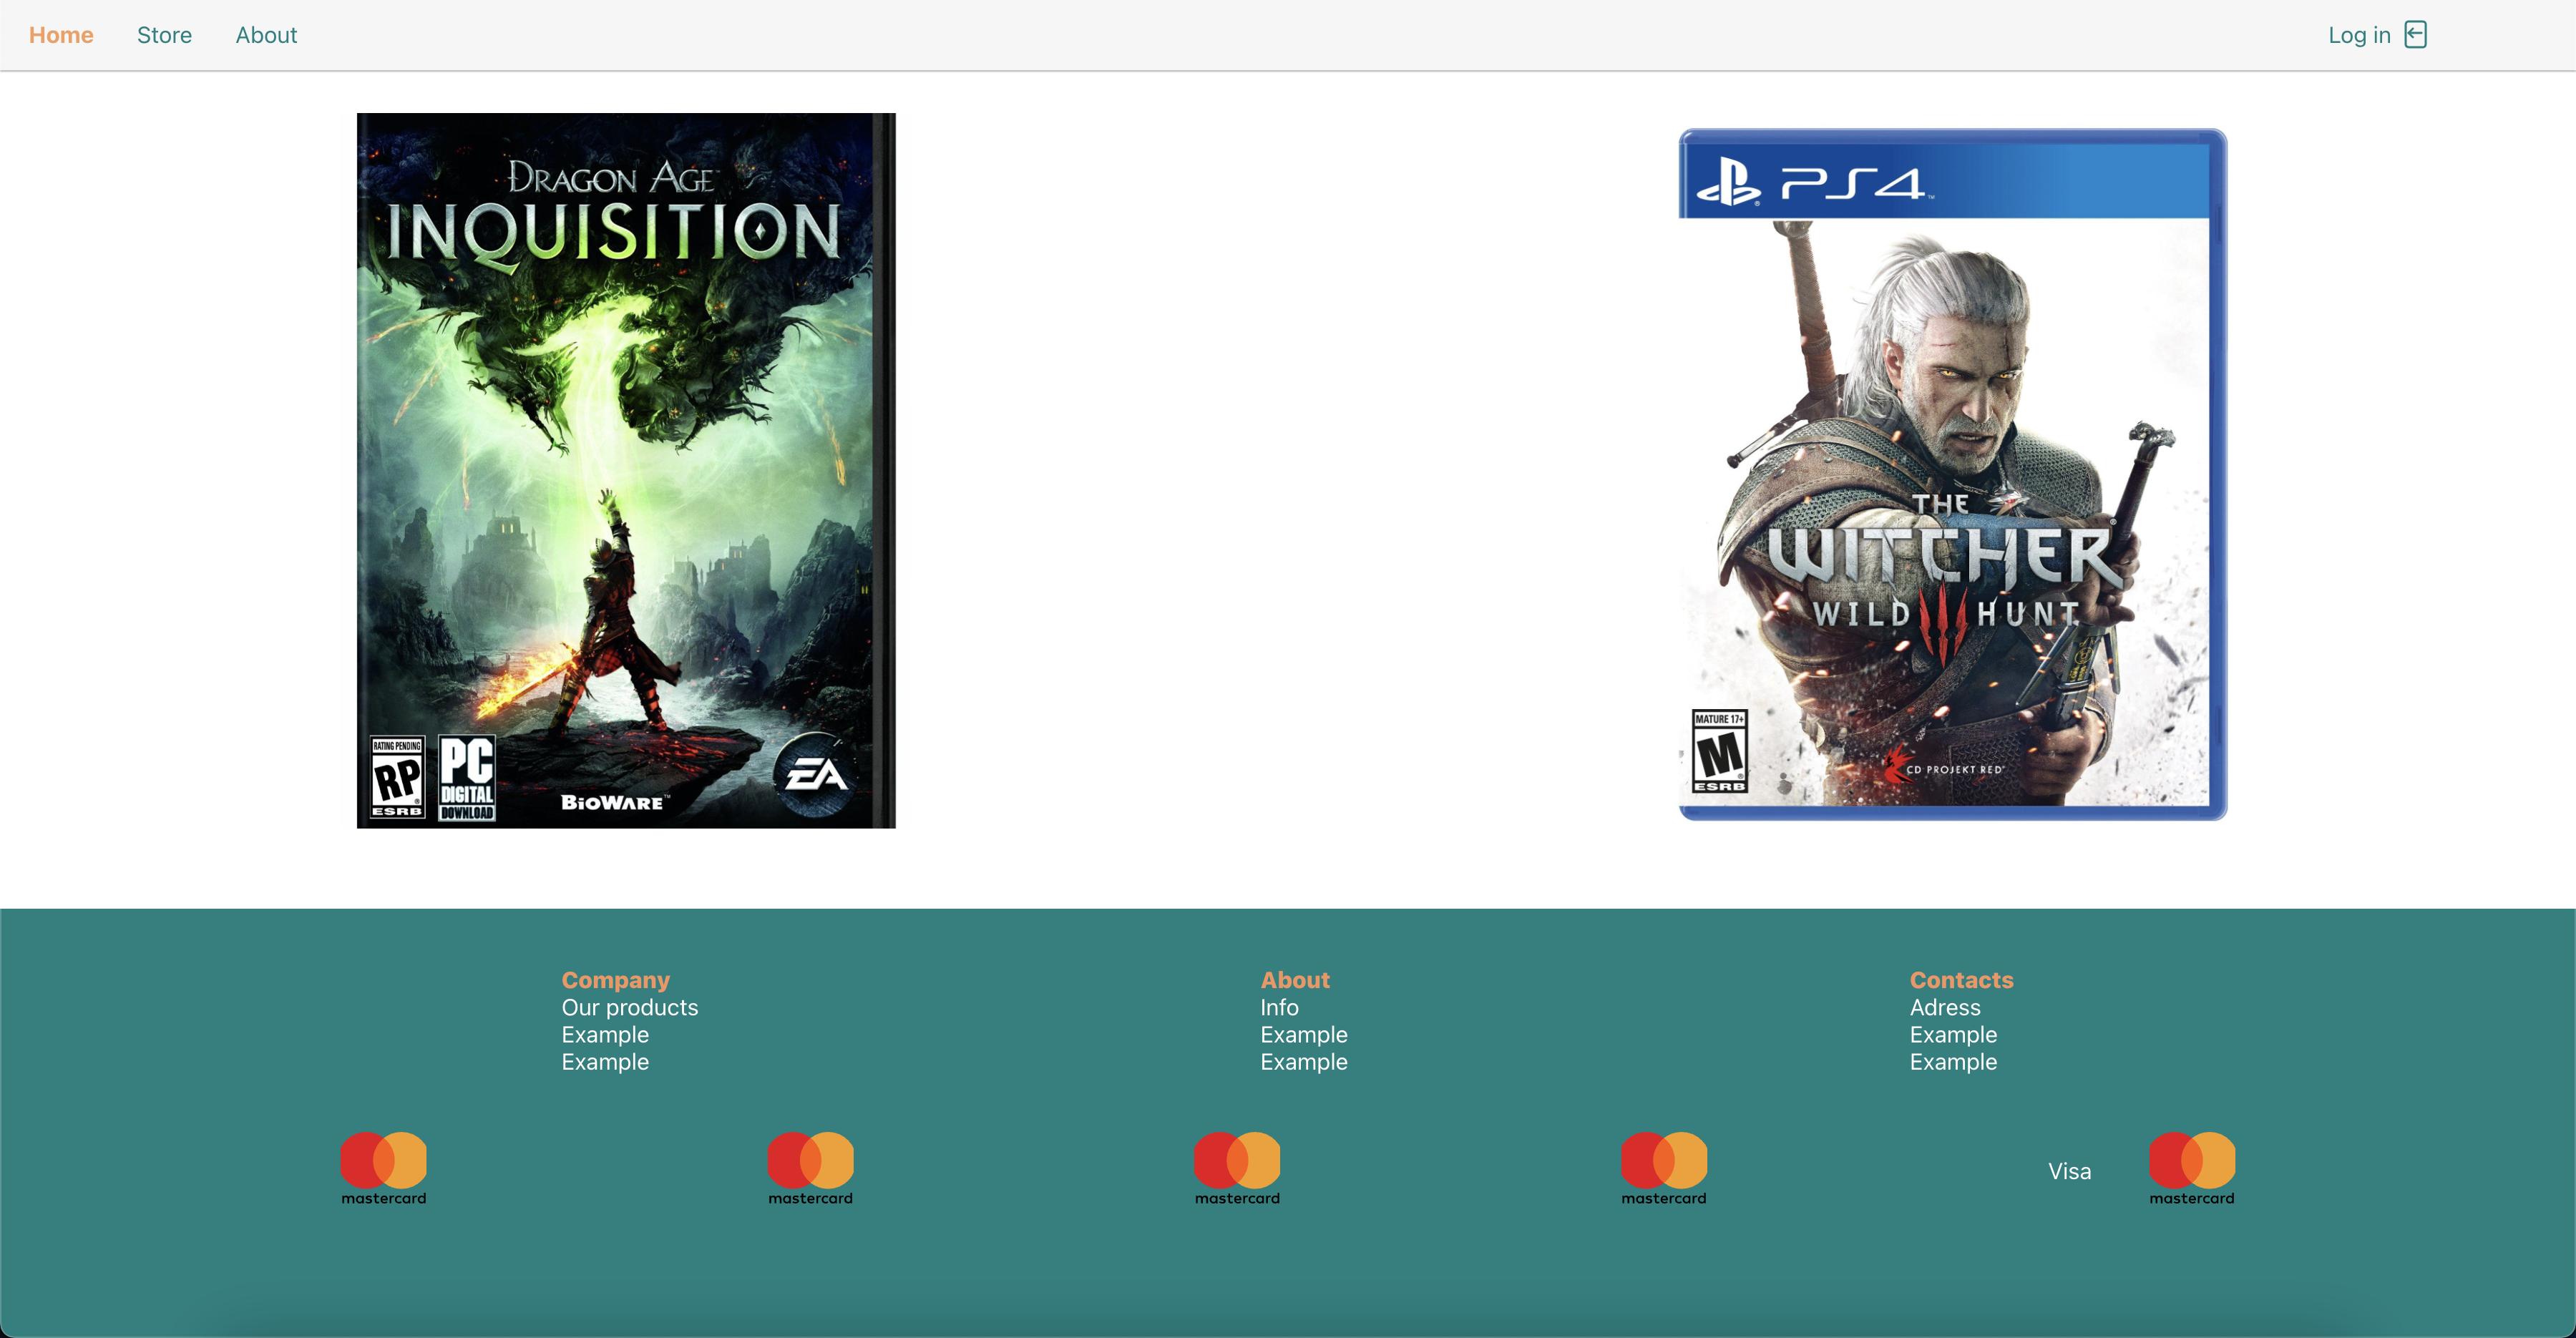 Home Store About Log in
DRAGON AGE
INQUISITION
RATING PENDING
RP
ESRB
PC
DIGITAL
DOWNLOAD
BIOWARE™
EA
PS4™
THE
WITCHER®
WILD III HUNT
MATURE 17+
M
ESRB
CD PROJEKT RED®
Company
Our products
Example
Example
About
Info
Example
Example
Contacts
Adress
Example
Example
mastercard
mastercard
mastercard
mastercard
Visa
mastercard